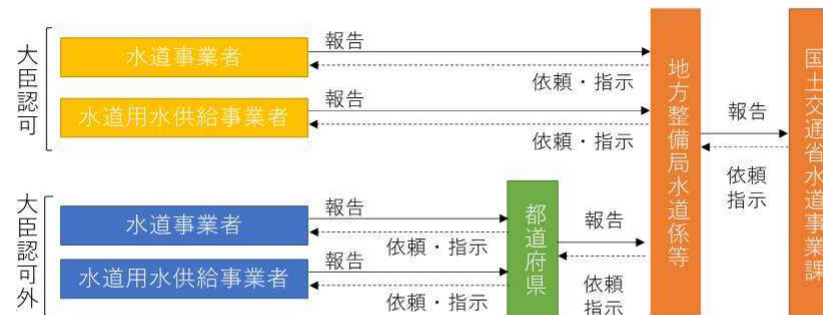 大臣認可
水道事業者
報告
依頼・指示
水道用水供給事業者
報告
依頼・指示
大臣認可外
水道事業者
報告
依頼・指示
水道用水供給事業者
報告
依頼・指示
都道府県
報告
依頼
指示
地方整備局水道係等
報告
依頼
指示
国土交通省水道事業課